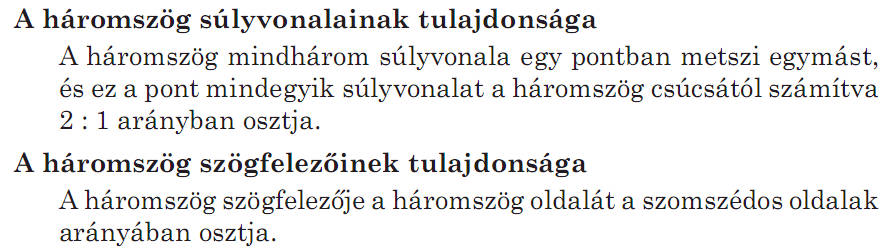 A háromszög súlyvonalainak tulajdonsága
A háromszög mindhárom súlyvonala egy pontban metszi egymást,
és ez a pont mindegyik súlyvonalat a háromszög csúcsától számítva
2 : 1 arányban osztja.
A háromszög szögfelezőinek tulajdonsága
A háromszög szögfelezője a háromszög oldalát a szomszédos oldalak
arányában osztja.